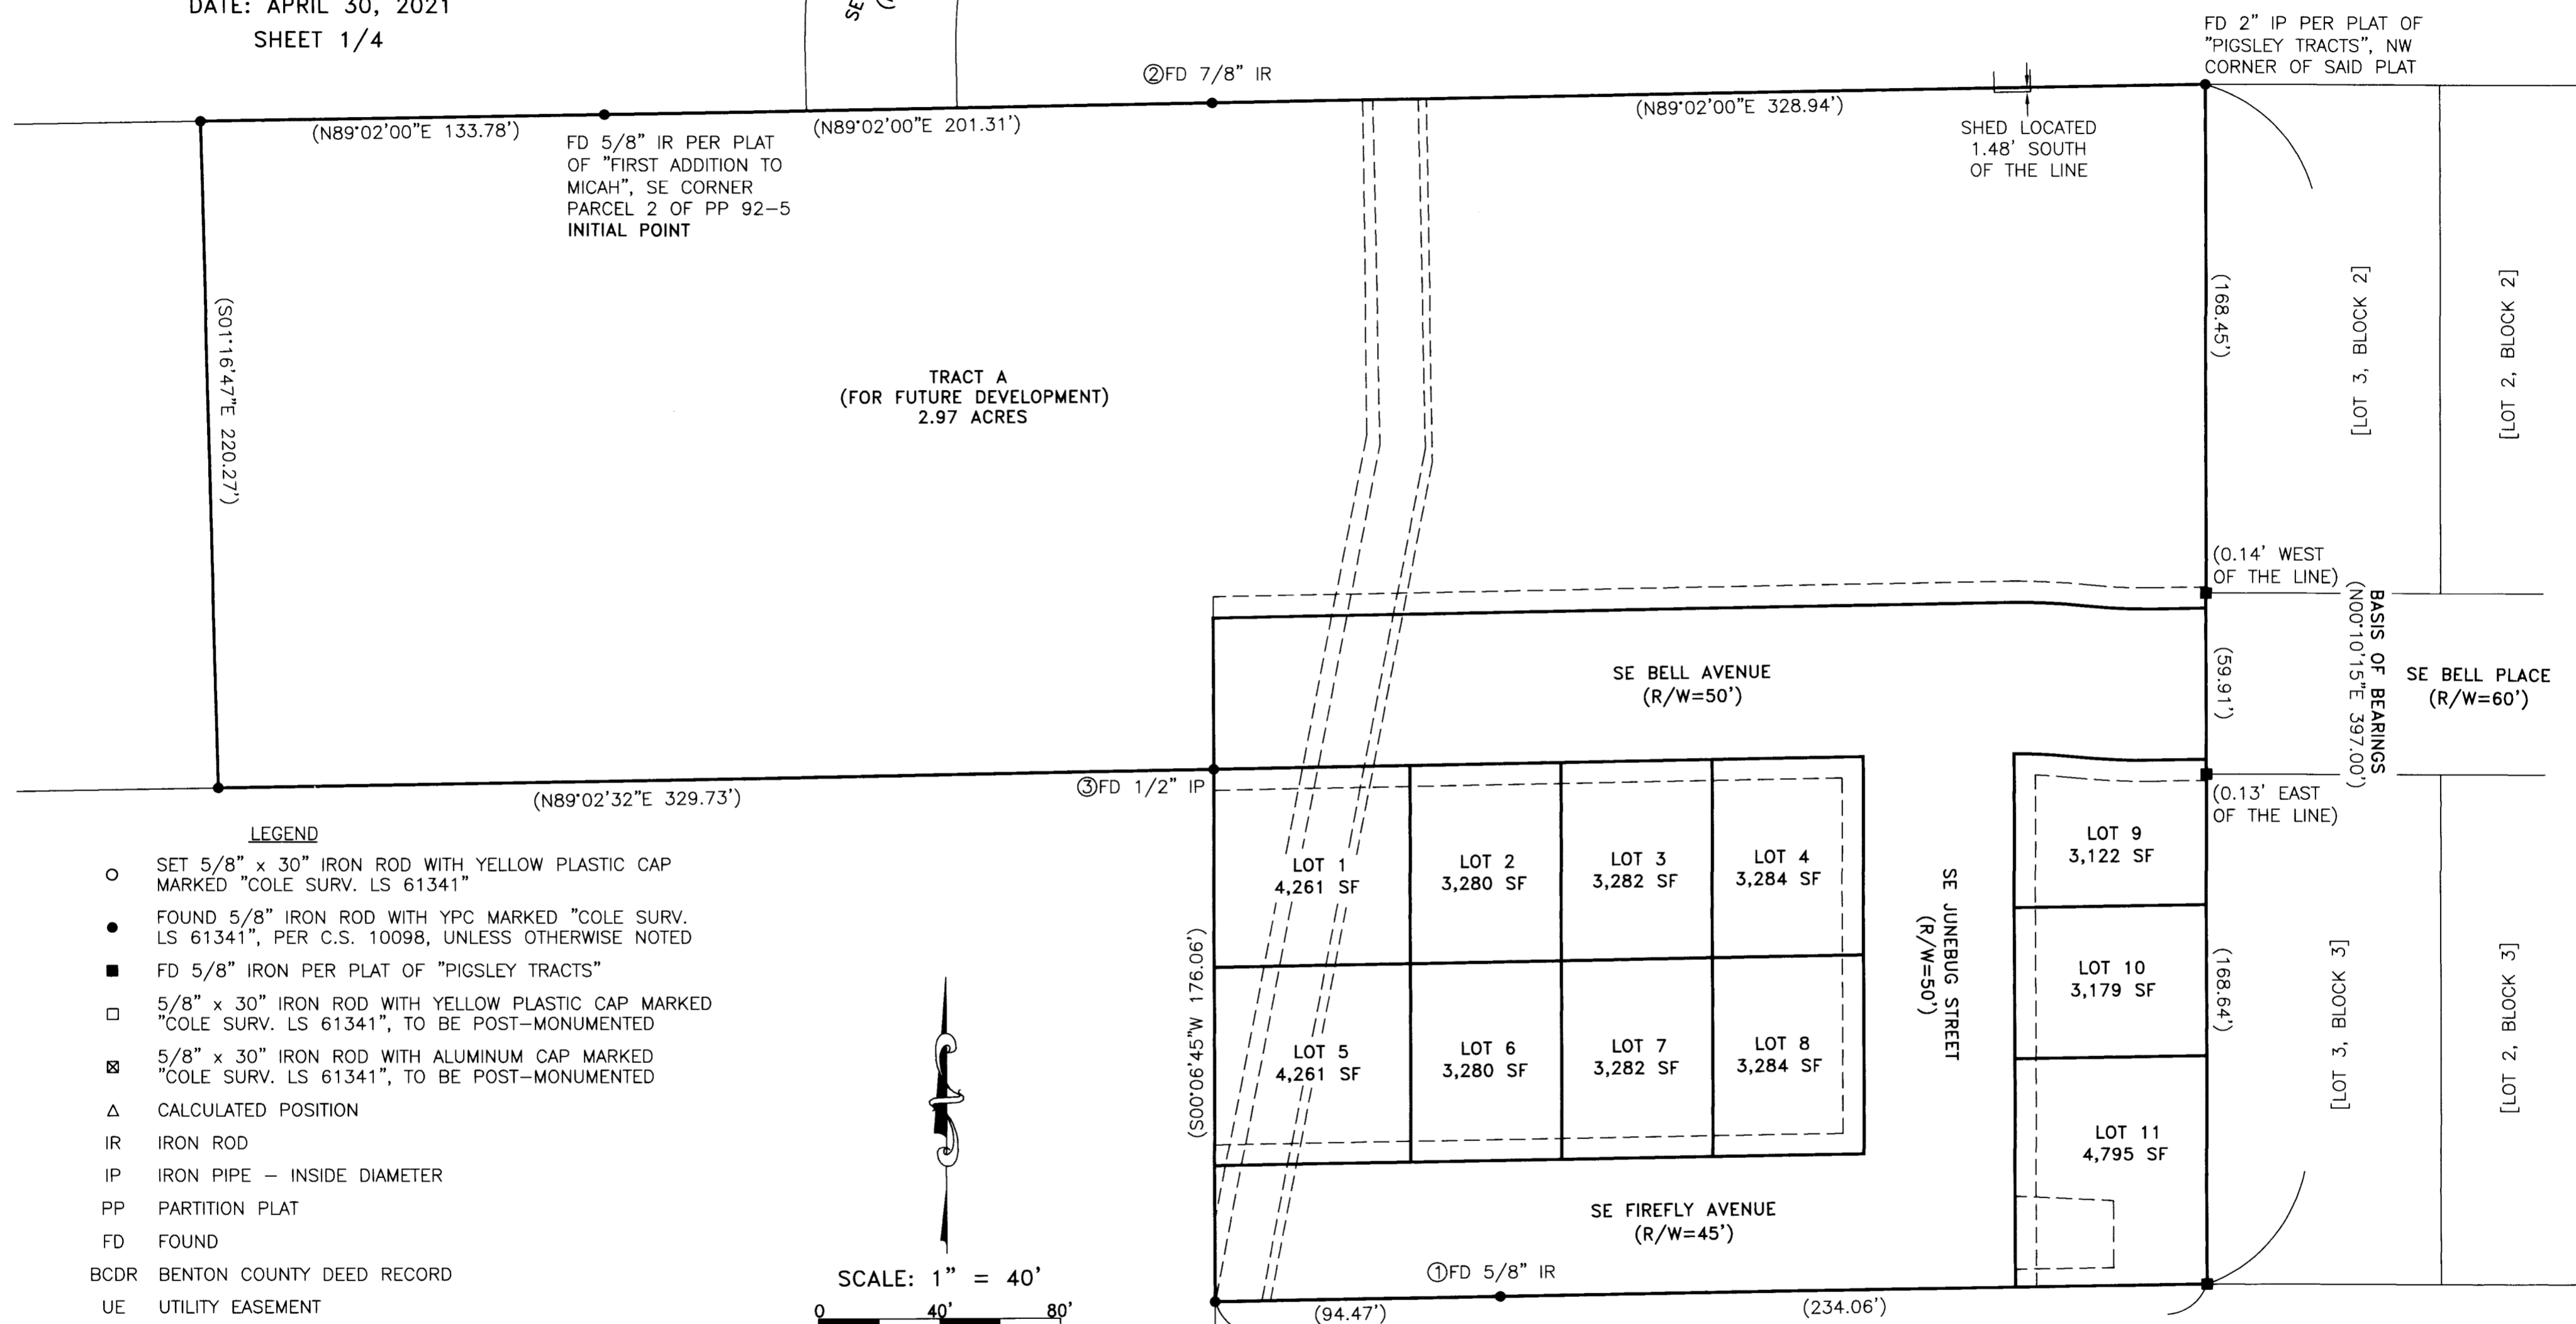 DATE: APRIL 30, 2021
SHEET 1/4
SE
FD 2" IP PER PLAT OF
"PIGSLEY TRACTS", NW
CORNER OF SAID PLAT
②FD 7/8" IR
(N89°02'00"E 133.78')
(N89°02'00"E 201.31')
(N89°02'00"E 328.94')
FD 5/8" IR PER PLAT
OF "FIRST ADDITION TO
MICAH", SE CORNER
PARCEL 2 OF PP 92-5
INITIAL POINT
SHED LOCATED
1.48' SOUTH
OF THE LINE
(S01°16'47"E 220.27')
TRACT A
(FOR FUTURE DEVELOPMENT)
2.97 ACRES
(168.45')
[LOT 3, BLOCK 2]
[LOT 2, BLOCK 2]
(0.14' WEST
OF THE LINE)
BASIS OF BEARINGS
(N00°10'15"E 397.00')
SE BELL AVENUE
(R/W=50')
(59.91')
SE BELL PLACE
(R/W=60')
③FD 1/2" IP
(N89°02'32"E 329.73')
(0.13' EAST
OF THE LINE)
LOT 1
4,261 SF
LOT 2
3,280 SF
LOT 3
3,282 SF
LOT 4
3,284 SF
LOT 9
3,122 SF
SE JUNEBUG STREET
(R/W=50')
LOT 10
3,179 SF
(S00°06'45"W 176.06')
(168.64')
[LOT 3, BLOCK 3]
[LOT 2, BLOCK 3]
LOT 5
4,261 SF
LOT 6
3,280 SF
LOT 7
3,282 SF
LOT 8
3,284 SF
LOT 11
4,795 SF
SE FIREFLY AVENUE
(R/W=45')
①FD 5/8" IR
(94.47')
(234.06')
LEGEND
SET 5/8" x 30" IRON ROD WITH YELLOW PLASTIC CAP
MARKED "COLE SURV. LS 61341"
FOUND 5/8" IRON ROD WITH YPC MARKED "COLE SURV.
LS 61341", PER C.S. 10098, UNLESS OTHERWISE NOTED
FD 5/8" IRON PER PLAT OF "PIGSLEY TRACTS"
5/8" x 30" IRON ROD WITH YELLOW PLASTIC CAP MARKED
"COLE SURV. LS 61341", TO BE POST-MONUMENTED
5/8" x 30" IRON ROD WITH ALUMINUM CAP MARKED
"COLE SURV. LS 61341", TO BE POST-MONUMENTED
CALCULATED POSITION
IR IRON ROD
IP IRON PIPE - INSIDE DIAMETER
PP PARTITION PLAT
FD FOUND
BCDR BENTON COUNTY DEED RECORD
UE UTILITY EASEMENT
SCALE: 1" = 40'
0 40' 80'